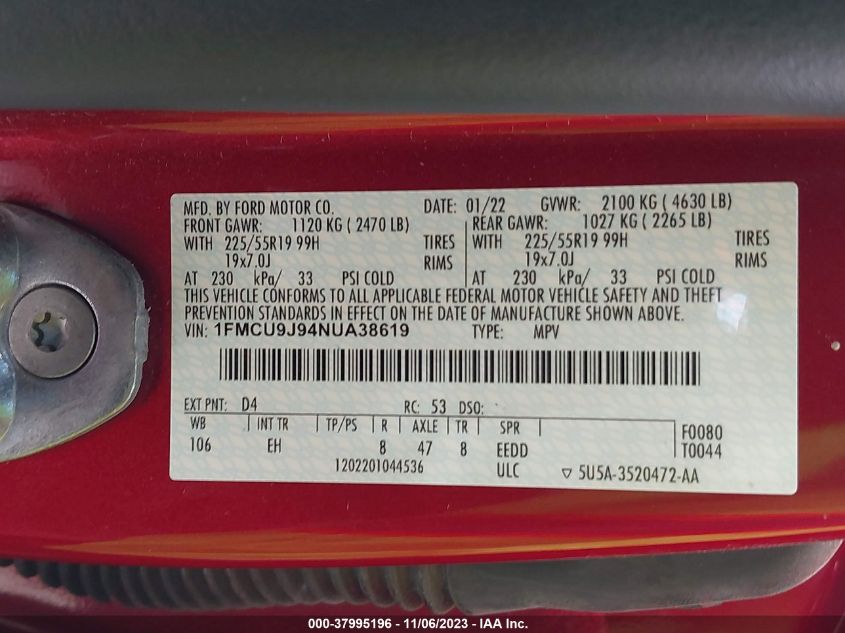 MFD. BY FORD MOTOR CO. DATE: 01/22 GVWR: 2100 KG ( 4630 LB)
FRONT GAWR: 1120 KG ( 2470 LB) REAR GAWR: 1027 KG ( 2265 LB)
WITH 225/55R19 99H TIRES WITH 225/55R19 99H TIRES
19x7.0J RIMS 19x7.0J RIMS
AT 230 kPa/ 33 PSI COLD AT 230 kPa/ 33 PSI COLD
THIS VEHICLE CONFORMS TO ALL APPLICABLE FEDERAL MOTOR VEHICLE SAFETY AND THEFT
PREVENTION STANDARDS IN EFFECT ON THE DATE OF MANUFACTURE SHOWN ABOVE.
VIN: 1FMCU9J94NUA38619 TYPE: MPV
EXT PNT: D4 RC: 53 DSO:
WB INT TR TP/PS R AXLE TR SPR F0080
106 EH 8 47 8 EEDD T0044
1202201044536 ULC ▽ 5U5A-3520472-AA
000-37995196 - 11/06/2023 - IAA Inc.